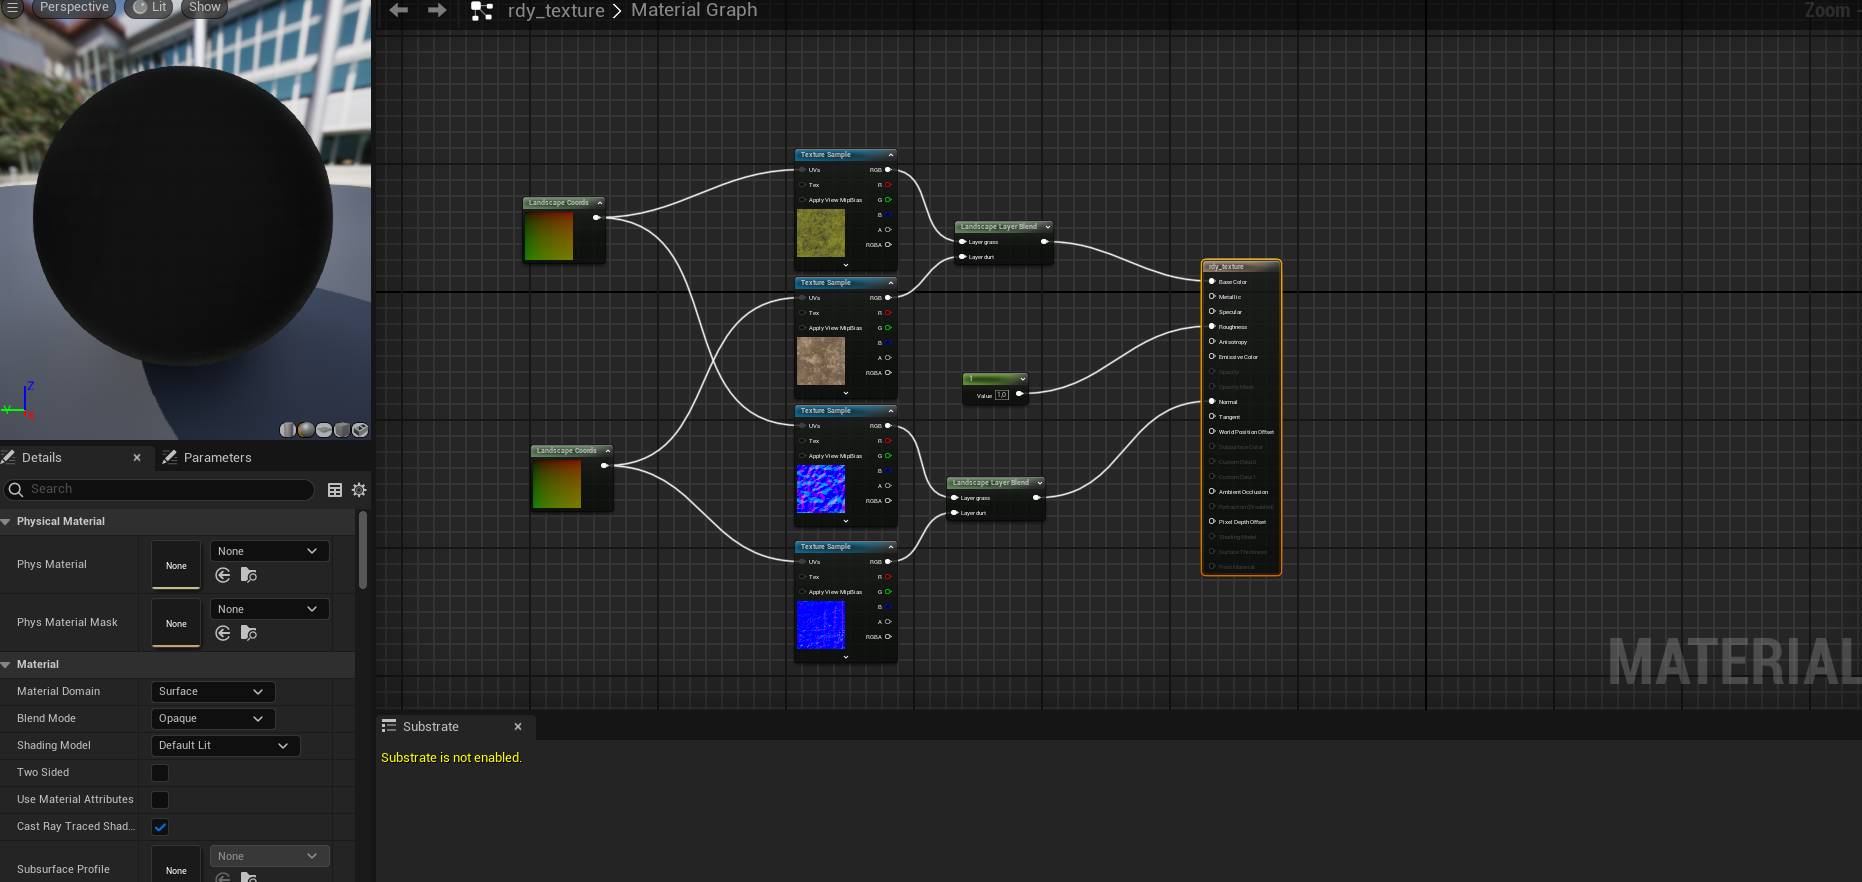 Perspective
Lit
Show
rdy_texture > Material Graph
Zoom -
Z
Y
X
Details
Parameters
Search
Physical Material
Phys Material
None
None
Phys Material Mask
None
None
Material
Material Domain
Surface
Blend Mode
Opaque
Shading Model
Default Lit
Two Sided
Use Material Attributes
Cast Ray Traced Shad...
Subsurface Profile
None
None
Landscape Coords
Landscape Coords
Texture Sample
UVs
RGB
Tex
R
Apply View MipBias
G
B
A
RGBA
Texture Sample
UVs
RGB
Tex
R
Apply View MipBias
G
B
A
RGBA
Texture Sample
UVs
RGB
Tex
R
Apply View MipBias
G
B
A
RGBA
Texture Sample
UVs
RGB
Tex
R
Apply View MipBias
G
B
A
RGBA
Landscape Layer Blend
Layer grass
Layer durt
1
Value 1,0
Landscape Layer Blend
Layer grass
Layer durt
rdy_texture
Base Color
Metallic
Specular
Roughness
Anisotropy
Emissive Color
Opacity
Opacity Mask
Normal
Tangent
World Position Offset
Subsurface Color
Custom Data 0
Custom Data 1
Ambient Occlusion
Refraction (Disabled)
Pixel Depth Offset
Shading Model
Surface Thickness
Front Material
MATERIAL
Substrate
Substrate is not enabled.